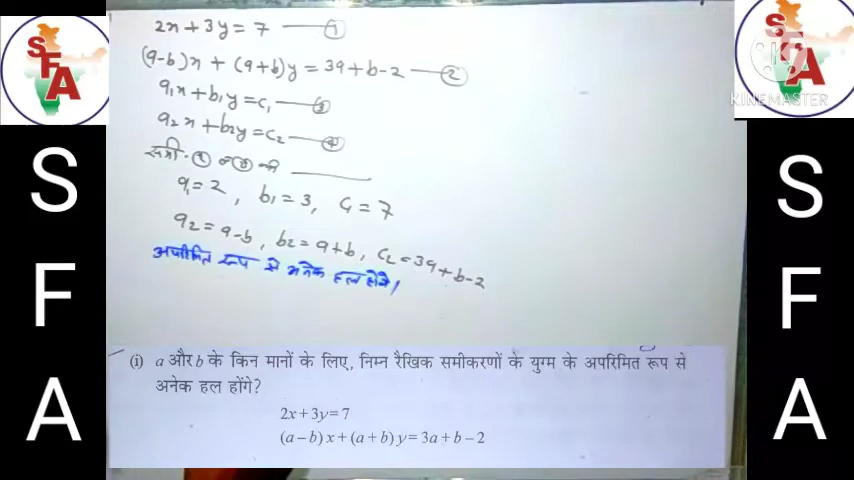 2x + 3y = 7 —— ①
(a-b)x + (a+b)y = 3a+b-2 — ②
a₁x + b₁y = c₁ — ③
a₂x + b₂y = c₂ — ④
a₁ = 2, b₁ = 3, c₁ = 7
a₂ = a-b, b₂ = a+b, c₂ = 3a+b-2
अपरीमित रूप से अनेक हल होंगे।
(i) a और b के किन मानों के लिए, निम्न रैखिक समीकरणों के युग्म के अपरिमित रूप से
अनेक हल होंगे?
2x + 3y = 7
(a – b) x + (a + b) y = 3a + b – 2
SFA
S
F
A
SFA
KINEMASTER
S
F
A